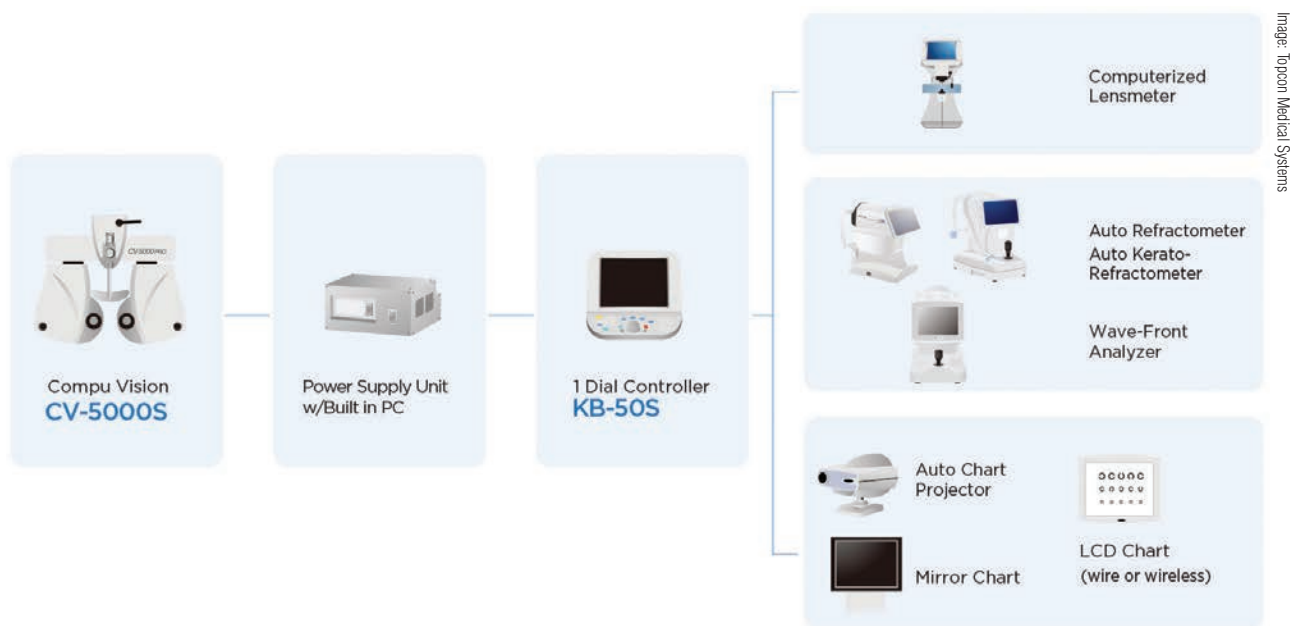 Image: Topcon Medical Systems
Computerized
Lensmeter
CV-5000PRO
Compu Vision
CV-5000S
Power Supply Unit
w/Built in PC
1 Dial Controller
KB-50S
Auto Refractometer
Auto Kerato-
Refractometer
Wave-Front
Analyzer
Auto Chart
Projector
Mirror Chart
LCD Chart
(wire or wireless)